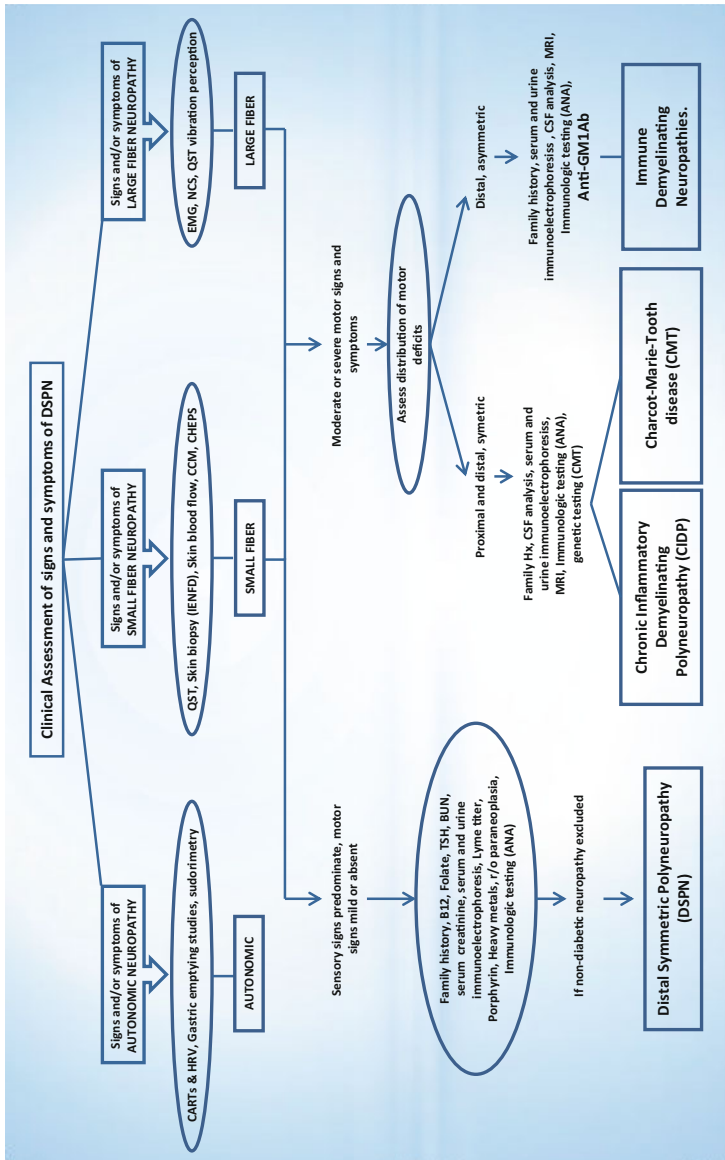 Clinical Assessment of signs and symptoms of DSPN
Signs and/or symptoms of
AUTONOMIC NEUROPATHY
Signs and/or symptoms of
SMALL FIBER NEUROPATHY
Signs and/or symptoms of
LARGE FIBER NEUROPATHY
CARTs & HRV, Gastric emptying studies, sudorimetry
QST, Skin biopsy (IENFD), Skin blood flow, CCM, CHEPS
EMG, NCS, QST vibration perception
AUTONOMIC
SMALL FIBER
LARGE FIBER
Sensory signs predominate, motor
signs mild or absent
Moderate or severe motor signs and
symptoms
Family history, B12, Folate, TSH, BUN,
serum creatinine, serum and urine
immunoelectrophoresis, Lyme titer,
Porphyrin, Heavy metals, r/o paraneoplasia,
Immunologic testing (ANA)
Assess distribution of motor
deficits
If non-diabetic neuropathy excluded
Proximal and distal, symetric
Distal, asymmetric
Family Hx, CSF analysis, serum and
urine immunoelectrophoresiss,
MRI, Immunologic testing (ANA),
genetic testing (CMT)
Family history, serum and urine
immunoelectrophoresiss , CSF analysis, MRI,
Immunologic testing (ANA),
Anti-GM1Ab
Distal Symmetric Polyneuropathy
(DSPN)
Chronic Inflammatory
Demyelinating
Polyneuropathy (CIDP)
Charcot-Marie-Tooth
disease (CMT)
Immune
Demyelinating
Neuropathies.